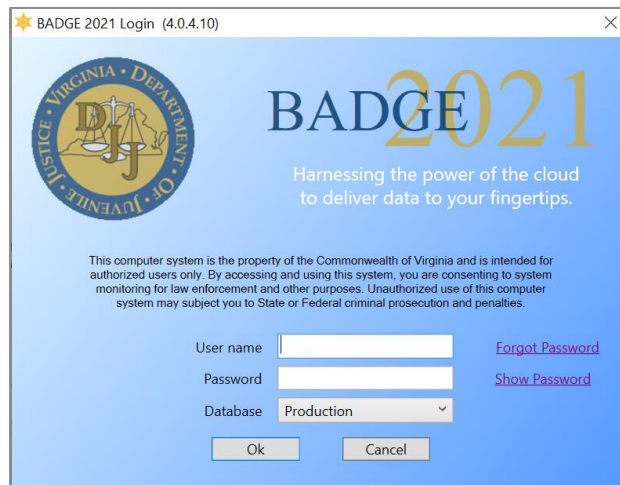 BADGE 2021 Login (4.0.4.10)
VIRGINIA • DEPARTMENT • OF JUVENILE • JUSTICE •
DJJ
BADGE 2021
Harnessing the power of the cloud
to deliver data to your fingertips.
This computer system is the property of the Commonwealth of Virginia and is intended for
authorized users only. By accessing and using this system, you are consenting to system
monitoring for law enforcement and other purposes. Unauthorized use of this computer
system may subject you to State or Federal criminal prosecution and penalties.
User name
Forgot Password
Password
Show Password
Database Production
Ok Cancel